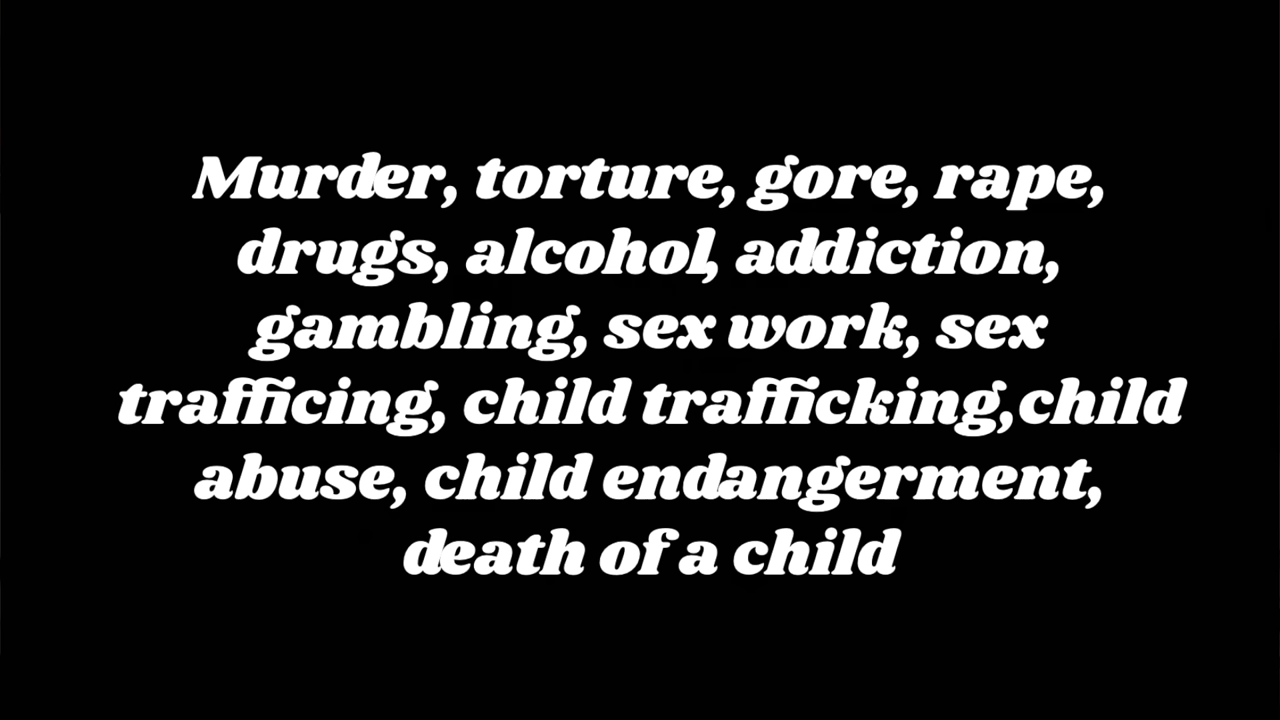 Murder, torture, gore, rape,
drugs, alcohol, addiction,
gambling, sex work, sex
trafficing, child trafficking,child
abuse, child endangerment,
death of a child